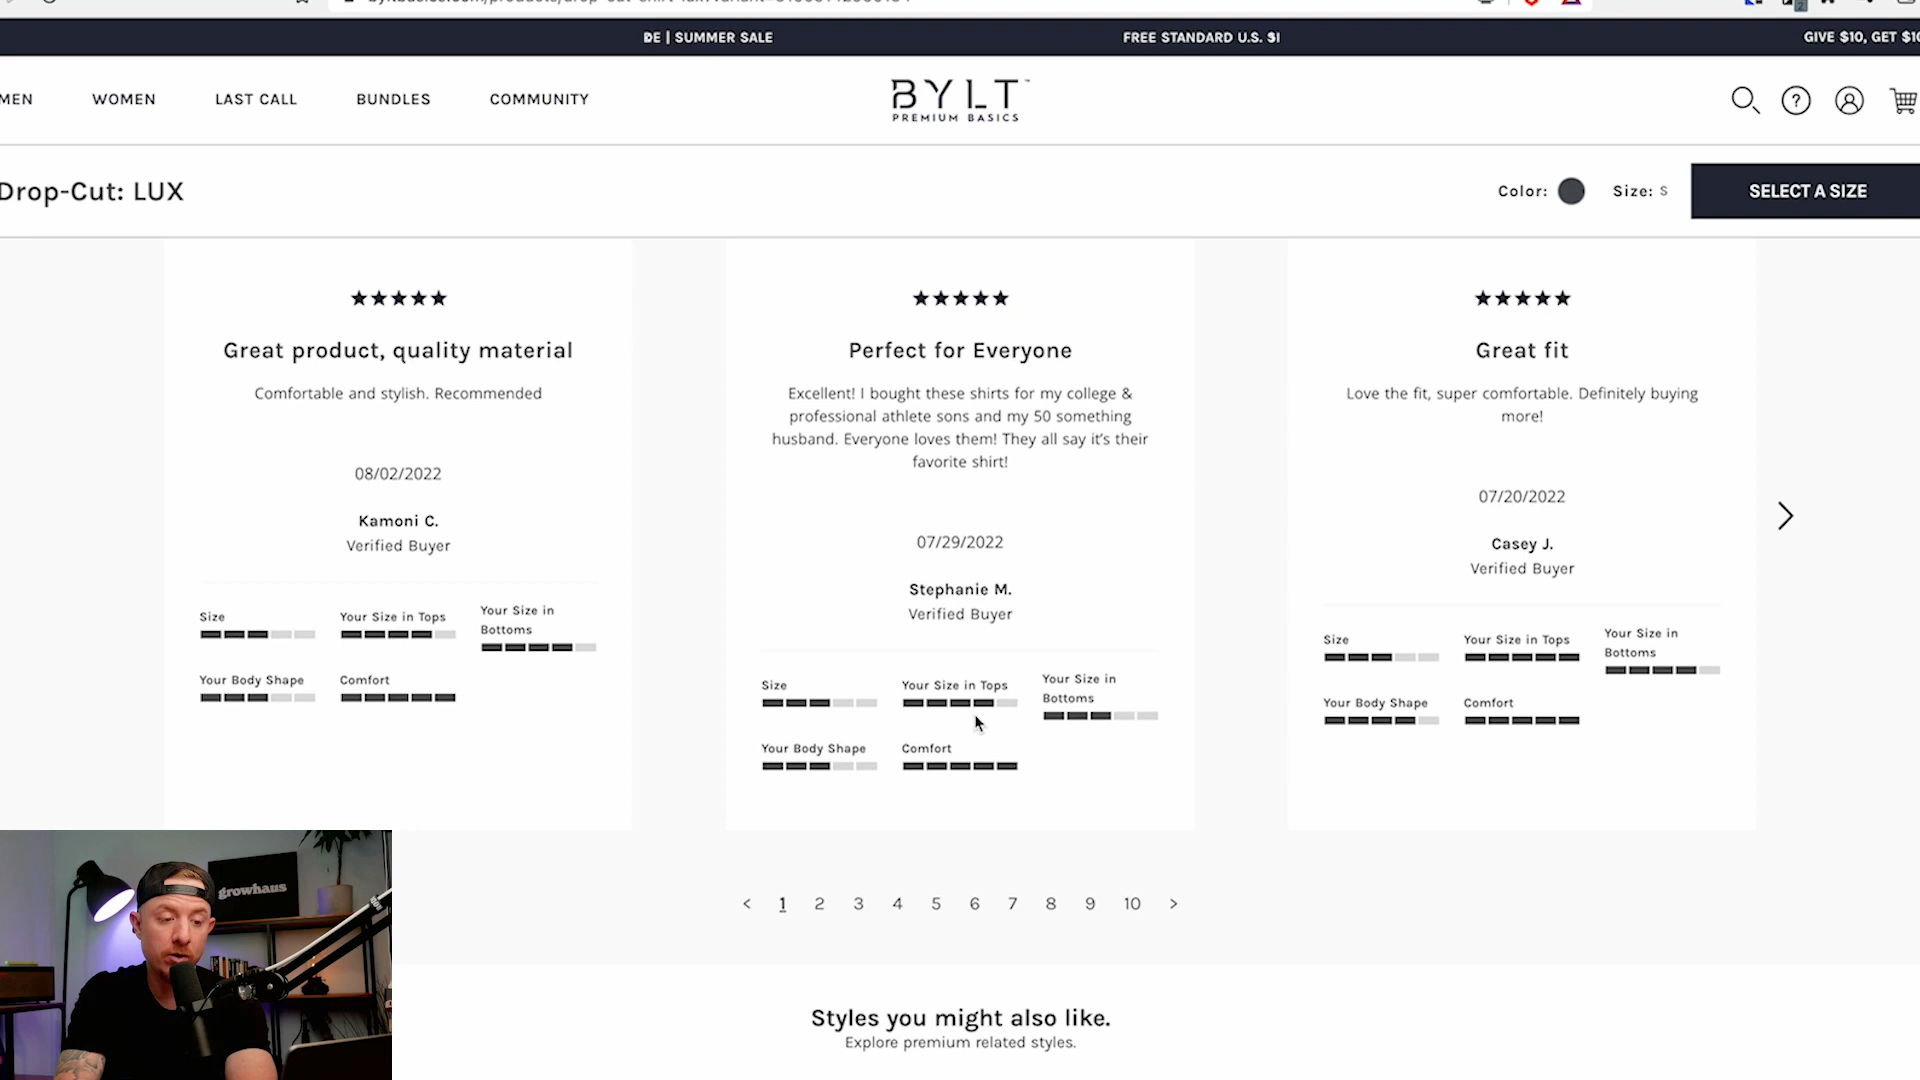 DE | SUMMER SALE
FREE STANDARD U.S. SI
GIVE $10, GET $10
MEN
WOMEN
LAST CALL
BUNDLES
COMMUNITY
BYLT
PREMIUM BASICS
?
Drop-Cut: LUX
Color:
Size: S
SELECT A SIZE
★★★★★
Great product, quality material
Comfortable and stylish. Recommended
08/02/2022
Kamoni C.
Verified Buyer
Size
Your Size in Tops
Your Size in
Bottoms
Your Body Shape
Comfort
★★★★★
Perfect for Everyone
Excellent! I bought these shirts for my college &
professional athlete sons and my 50 something
husband. Everyone loves them! They all say it's their
favorite shirt!
07/29/2022
Stephanie M.
Verified Buyer
Size
Your Size in Tops
Your Size in
Bottoms
Your Body Shape
Comfort
★★★★★
Great fit
Love the fit, super comfortable. Definitely buying
more!
07/20/2022
Casey J.
Verified Buyer
Size
Your Size in Tops
Your Size in
Bottoms
Your Body Shape
Comfort
< 1 2 3 4 5 6 7 8 9 10 >
growhaus
Styles you might also like.
Explore premium related styles.